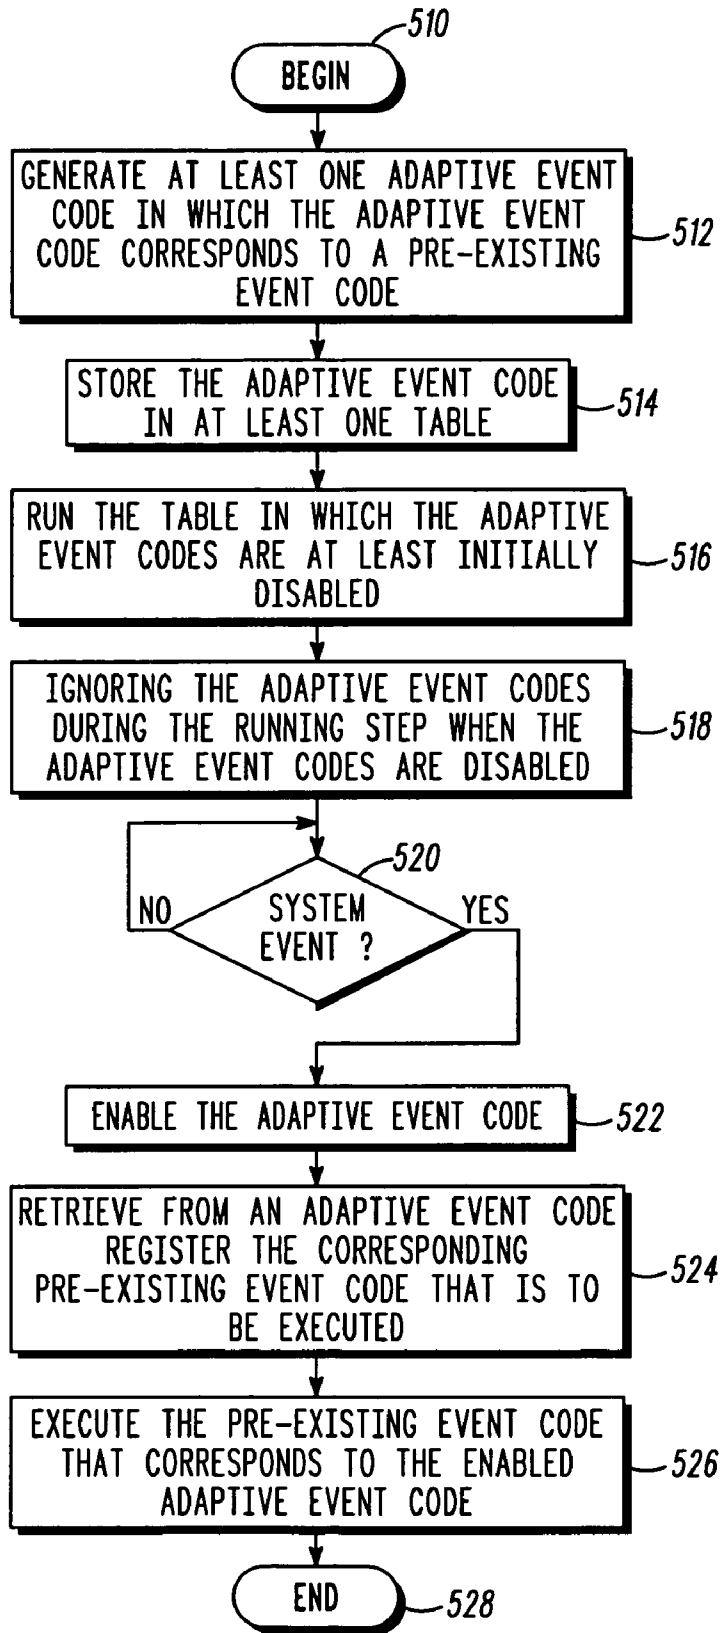 510
BEGIN
GENERATE AT LEAST ONE ADAPTIVE EVENT
CODE IN WHICH THE ADAPTIVE EVENT
CODE CORRESPONDS TO A PRE-EXISTING
EVENT CODE
512
STORE THE ADAPTIVE EVENT CODE
IN AT LEAST ONE TABLE
514
RUN THE TABLE IN WHICH THE ADAPTIVE
EVENT CODES ARE AT LEAST INITIALLY
DISABLED
516
IGNORING THE ADAPTIVE EVENT CODES
DURING THE RUNNING STEP WHEN THE
ADAPTIVE EVENT CODES ARE DISABLED
518
520
NO
SYSTEM
EVENT ?
YES
ENABLE THE ADAPTIVE EVENT CODE
522
RETRIEVE FROM AN ADAPTIVE EVENT CODE
REGISTER THE CORRESPONDING
PRE-EXISTING EVENT CODE THAT IS TO
BE EXECUTED
524
EXECUTE THE PRE-EXISTING EVENT CODE
THAT CORRESPONDS TO THE ENABLED
ADAPTIVE EVENT CODE
526
END
528